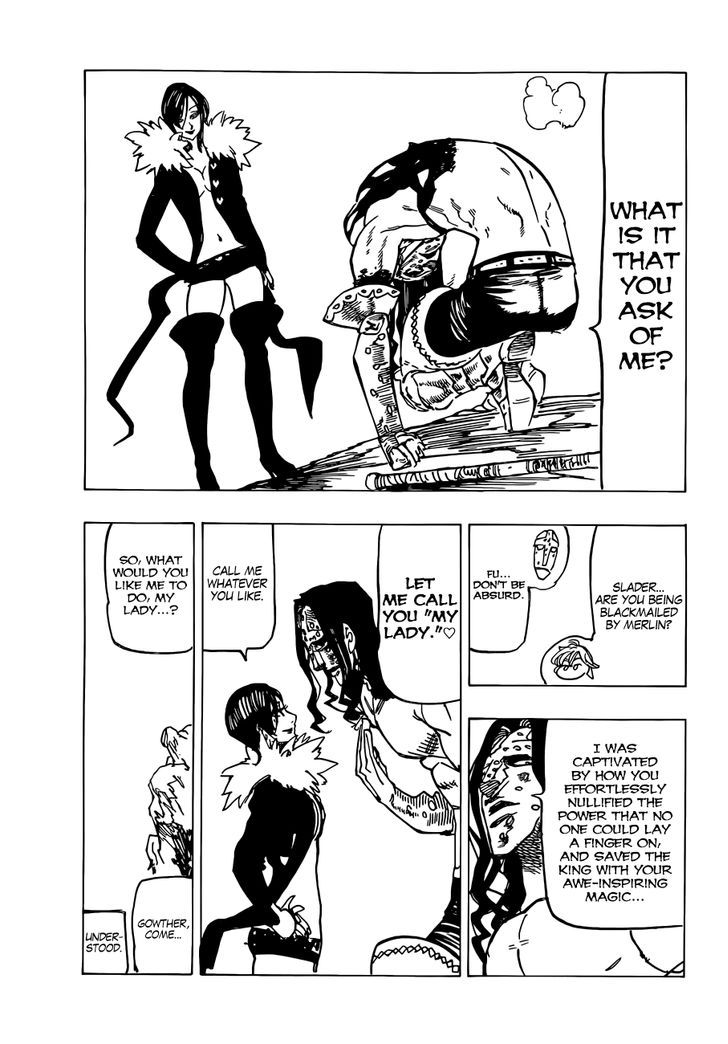 WHAT
IS IT
THAT
YOU
ASK
OF
ME?
SLADER...
ARE YOU BEING
BLACKMAILED
BY MERLIN?
FU...
DON'T BE
ABSURD.
I WAS
CAPTIVATED
BY HOW YOU
EFFORTLESSLY
NULLIFIED THE
POWER THAT NO
ONE COULD LAY
A FINGER ON,
AND SAVED THE
KING WITH YOUR
AWE-INSPIRING
MAGIC...
LET
ME CALL
YOU "MY
LADY."♡
CALL ME
WHATEVER
YOU LIKE.
SO, WHAT
WOULD YOU
LIKE ME TO
DO, MY
LADY...?
GOWTHER,
COME...
UNDER-
STOOD.